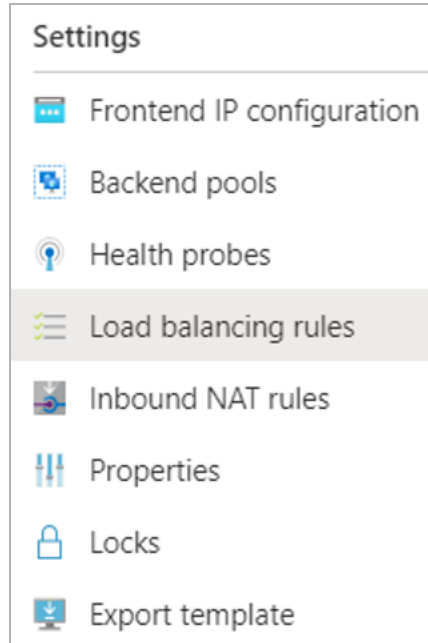 Settings
Frontend IP configuration
Backend pools
Health probes
Load balancing rules
Inbound NAT rules
Properties
Locks
Export template